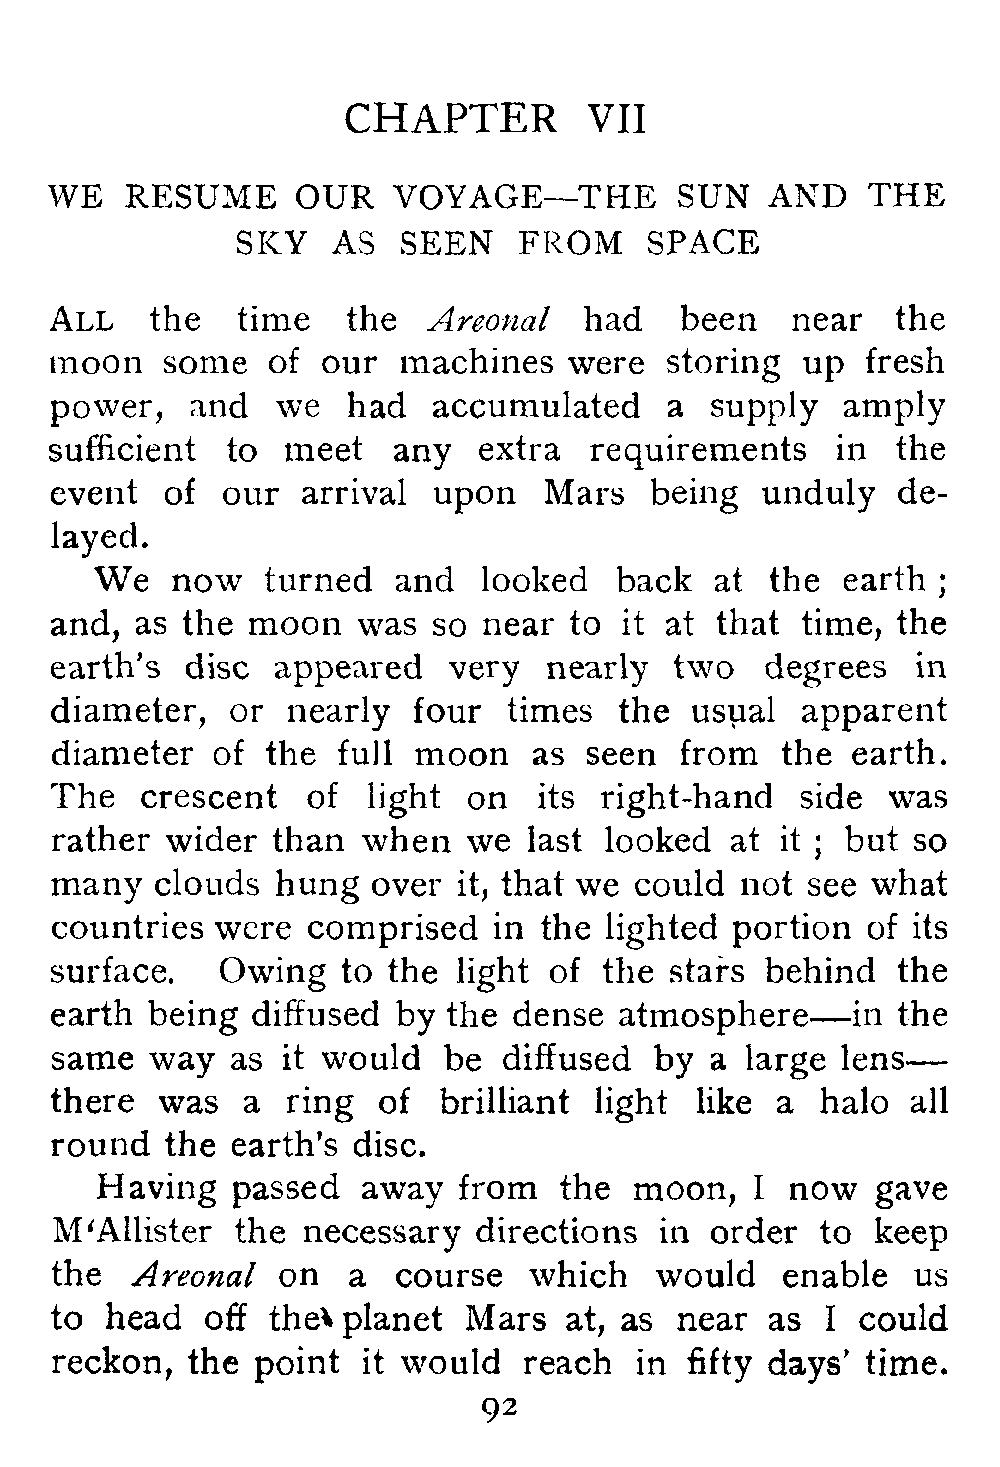 CHAPTER VII
WE RESUME OUR VOYAGE—THE SUN AND THE
SKY AS SEEN FROM SPACE
ALL the time the Areonal had been near the
moon some of our machines were storing up fresh
power, and we had accumulated a supply amply
sufficient to meet any extra requirements in the
event of our arrival upon Mars being unduly de-
layed.
We now turned and looked back at the earth ;
and, as the moon was so near to it at that time, the
earth's disc appeared very nearly two degrees in
diameter, or nearly four times the usual apparent
diameter of the full moon as seen from the earth.
The crescent of light on its right-hand side was
rather wider than when we last looked at it ; but so
many clouds hung over it, that we could not see what
countries were comprised in the lighted portion of its
surface. Owing to the light of the stars behind the
earth being diffused by the dense atmosphere—in the
same way as it would be diffused by a large lens—
there was a ring of brilliant light like a halo all
round the earth's disc.
Having passed away from the moon, I now gave
M‘Allister the necessary directions in order to keep
the Areonal on a course which would enable us
to head off the planet Mars at, as near as I could
reckon, the point it would reach in fifty days' time.
92